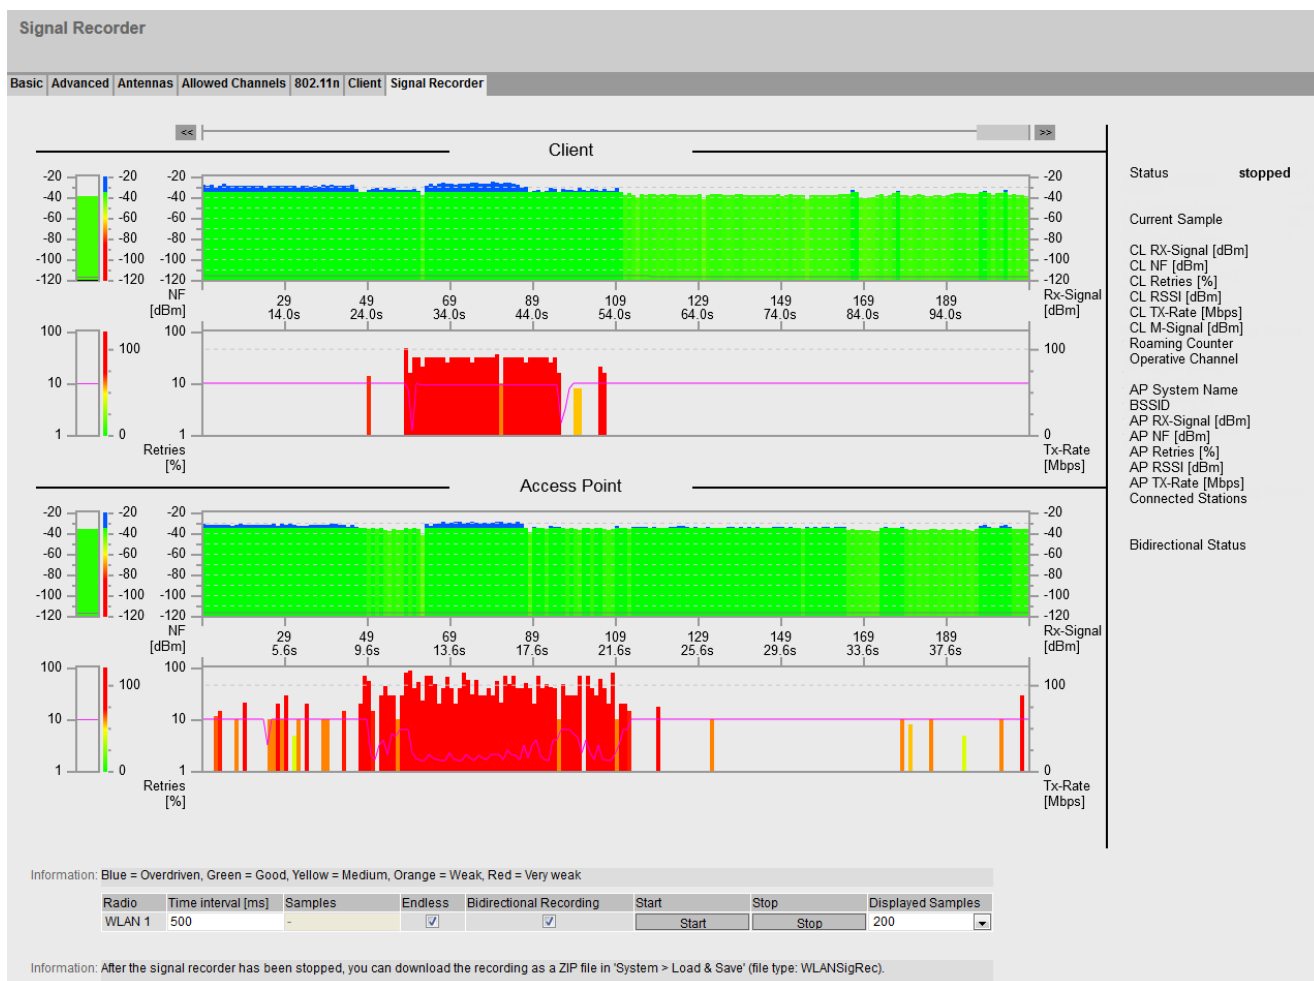 Signal Recorder
Basic Advanced Antennas Allowed Channels 802.11n Client Signal Recorder
<< >>
Client
-20 -20 -20 -20
-40 -40 -40 -40
-60 -60 -60 -60
-80 -80 -80 -80
-100 -100 -100 -100
-120 -120 -120 -120
NF [dBm]
29 49 69 89 109 129 149 169 189
14.0s 24.0s 34.0s 44.0s 54.0s 64.0s 74.0s 84.0s 94.0s
Rx-Signal [dBm]
100 100 100 100
10 10
1 0 1 0
Retries [%]
Tx-Rate [Mbps]
Access Point
-20 -20 -20 -20
-40 -40 -40 -40
-60 -60 -60 -60
-80 -80 -80 -80
-100 -100 -100 -100
-120 -120 -120 -120
NF [dBm]
29 49 69 89 109 129 149 169 189
5.6s 9.6s 13.6s 17.6s 21.6s 25.6s 29.6s 33.6s 37.6s
Rx-Signal [dBm]
100 100 100 100
10 10
1 0 1 0
Retries [%]
Tx-Rate [Mbps]
Status stopped
Current Sample
CL RX-Signal [dBm]
CL NF [dBm]
CL Retries [%]
CL RSSI [dBm]
CL TX-Rate [Mbps]
CL M-Signal [dBm]
Roaming Counter
Operative Channel
AP System Name
BSSID
AP RX-Signal [dBm]
AP NF [dBm]
AP Retries [%]
AP RSSI [dBm]
AP TX-Rate [Mbps]
Connected Stations
Bidirectional Status
Information: Blue = Overdriven, Green = Good, Yellow = Medium, Orange = Weak, Red = Very weak
Radio Time interval [ms] Samples Endless Bidirectional Recording Start Stop Displayed Samples
WLAN 1 500 - Start Stop 200
Information: After the signal recorder has been stopped, you can download the recording as a ZIP file in 'System > Load & Save' (file type: WLANSigRec).